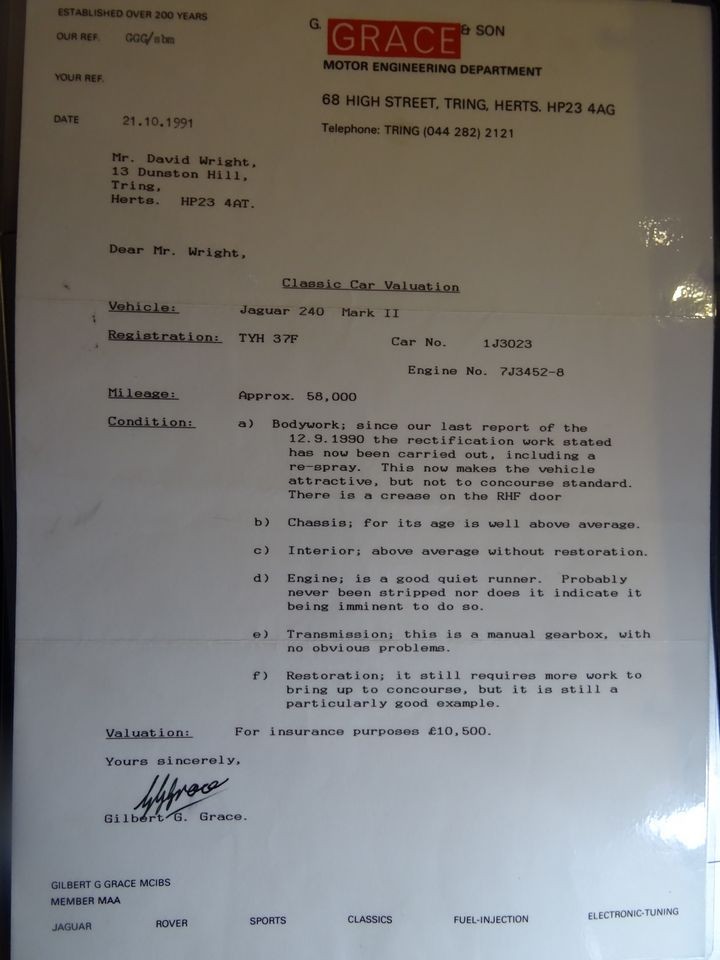 ESTABLISHED OVER 200 YEARS
OUR REF. GGG/sbm
YOUR REF.
DATE 21.10.1991
G. GRACE & SON
MOTOR ENGINEERING DEPARTMENT
68 HIGH STREET, TRING, HERTS. HP23 4AG
Telephone: TRING (044 282) 2121
Mr. David Wright,
13 Dunston Hill,
Tring,
Herts. HP23 4AT.
Dear Mr. Wright,
Classic Car Valuation
Vehicle: Jaguar 240 Mark II
Registration: TYH 37F Car No. 1J3023
Engine No. 7J3452-8
Mileage: Approx. 58,000
Condition: a) Bodywork; since our last report of the
12.9.1990 the rectification work stated
has now been carried out, including a
re-spray. This now makes the vehicle
attractive, but not to concourse standard.
There is a crease on the RHF door
b) Chassis; for its age is well above average.
c) Interior; above average without restoration.
d) Engine; is a good quiet runner. Probably
never been stripped nor does it indicate it
being imminent to do so.
e) Transmission; this is a manual gearbox, with
no obvious problems.
f) Restoration; it still requires more work to
bring up to concourse, but it is still a
particularly good example.
Valuation: For insurance purposes £10,500.
Yours sincerely,
GGGrace
Gilbert G. Grace.
GILBERT G GRACE MCIBS
MEMBER MAA
JAGUAR ROVER SPORTS CLASSICS FUEL-INJECTION ELECTRONIC-TUNING